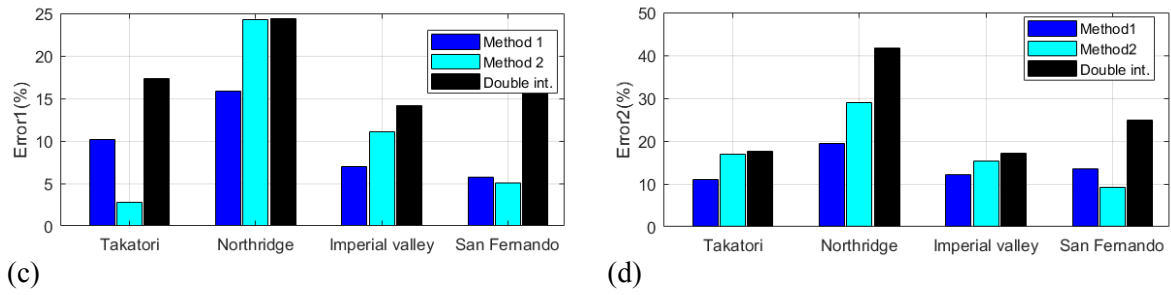 25
20
15
10
5
0
Error1(%)
Method 1
Method 2
Double int.
Takatori
Northridge
Imperial valley
San Fernando
(c)
50
40
30
20
10
0
Error2(%)
Method1
Method2
Double int.
Takatori
Northridge
Imperial valley
San Fernando
(d)